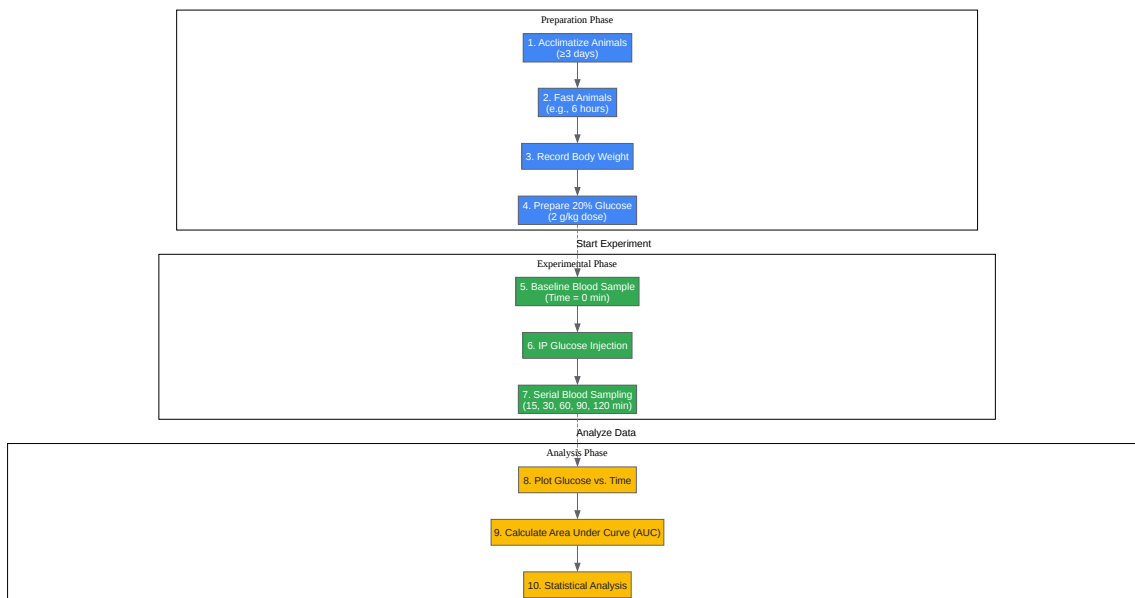 Preparation Phase
1. Acclimatize Animals
(≥3 days)
2. Fast Animals
(e.g., 6 hours)
3. Record Body Weight
4. Prepare 20% Glucose
(2 g/kg dose)
Start Experiment
Experimental Phase
5. Baseline Blood Sample
(Time = 0 min)
6. IP Glucose Injection
7. Serial Blood Sampling
(15, 30, 60, 90, 120 min)
Analyze Data
Analysis Phase
8. Plot Glucose vs. Time
9. Calculate Area Under Curve (AUC)
10. Statistical Analysis